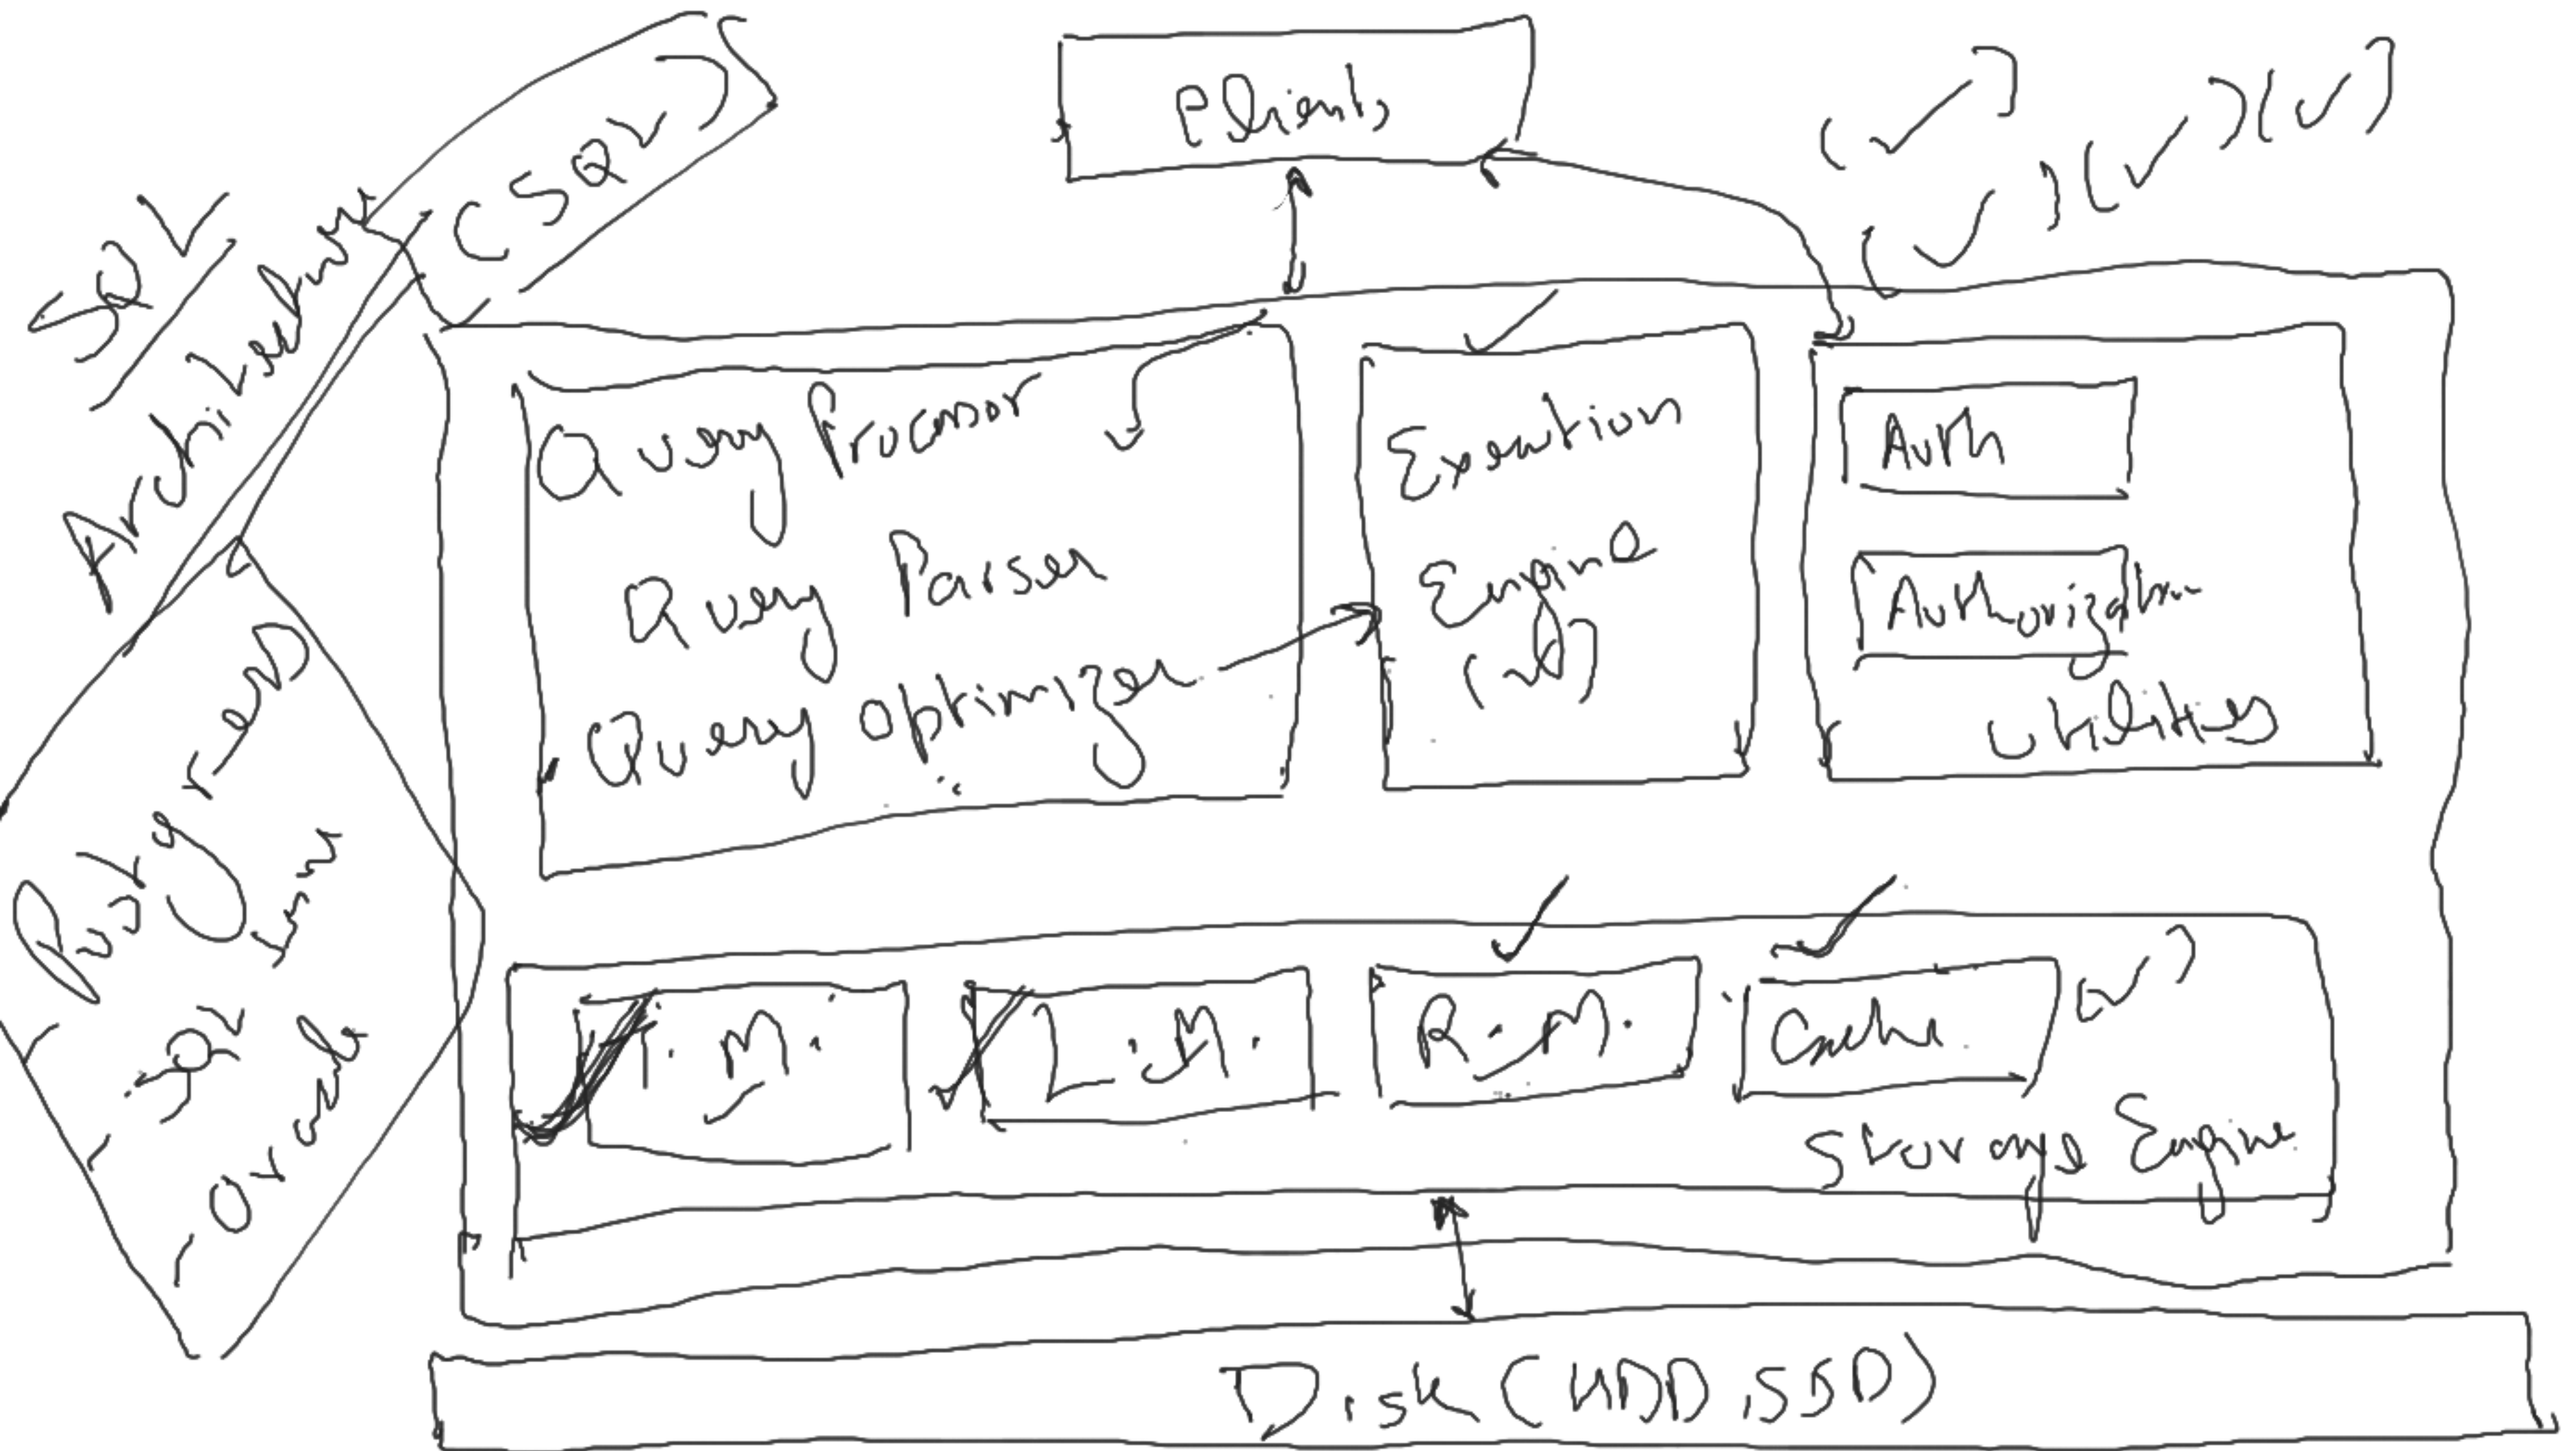 Clients
(SQL)
SQL
Architecture
Query Processor
Query Parser
Query Optimizer
Execution
Engine
Auth
Authorization
Utilities
Postgres
- SQL
- Oracle
T. M.
L. M.
R. M.
Cache
Storage Engine
Disk (HDD, SSD)